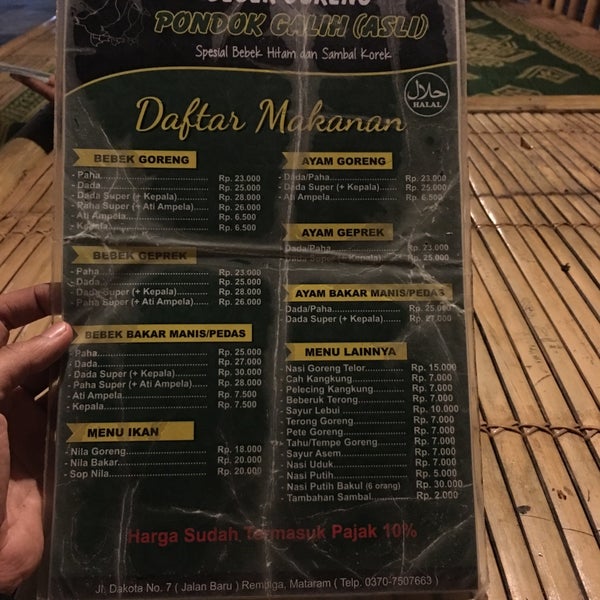 BEBEK GORENG
PONDOK GALIH (ASLI)
Spesial Bebek Hitam dan Sambal Korek
حلال
HALAL
Daftar Makanan
BEBEK GORENG
- Paha................ Rp. 23.000
- Dada................ Rp. 25.000
- Dada Super (+ Kepala)........ Rp. 28.000
- Paha Super (+ Ati Ampela).... Rp. 26.000
- Ati Ampela.......... Rp. 6.500
- Kepala.............. Rp. 6.500
BEBEK GEPREK
- Paha................ Rp. 23.000
- Dada................ Rp. 25.000
- Dada Super (+ Kepala)........ Rp. 28.000
- Paha Super (+ Ati Ampela).... Rp. 26.000
BEBEK BAKAR MANIS/PEDAS
- Paha................ Rp. 25.000
- Dada................ Rp. 27.000
- Dada Super (+ Kepala)........ Rp. 30.000
- Paha Super (+ Ati Ampela).... Rp. 28.000
- Ati Ampela.......... Rp. 7.500
- Kepala.............. Rp. 7.500
MENU IKAN
- Nila Goreng......... Rp. 18.000
- Nila Bakar.......... Rp. 20.000
- Sop Nila............ Rp. 20.000
AYAM GORENG
- Dada/Paha........... Rp. 23.000
- Dada Super (+ Kepala)........ Rp. 25.000
- Ati Ampela.......... Rp. 6.500
AYAM GEPREK
- Dada/Paha........... Rp. 23.000
- Dada Super (+ Kepala)........ Rp. 25.000
AYAM BAKAR MANIS/PEDAS
- Dada/Paha........... Rp. 25.000
- Dada Super (+ Kepala)........ Rp. 27.000
MENU LAINNYA
- Nasi Goreng Telor... Rp. 15.000
- Cah Kangkung........ Rp. 7.000
- Pelecing Kangkung... Rp. 7.000
- Beberuk Terong...... Rp. 7.000
- Sayur Lebui......... Rp. 10.000
- Terong Goreng....... Rp. 7.000
- Pete Goreng......... Rp. 7.000
- Tahu/Tempe Goreng... Rp. 7.000
- Sayur Asem.......... Rp. 7.000
- Nasi Uduk........... Rp. 7.000
- Nasi Putih.......... Rp. 5.000
- Nasi Putih Bakul (6 orang) Rp. 30.000
- Tambahan Sambal..... Rp. 2.000
Harga Sudah Termasuk Pajak 10%
Jl. Dakota No. 7 ( Jalan Baru ) Rembiga, Mataram ( Telp. 0370-7507663 )